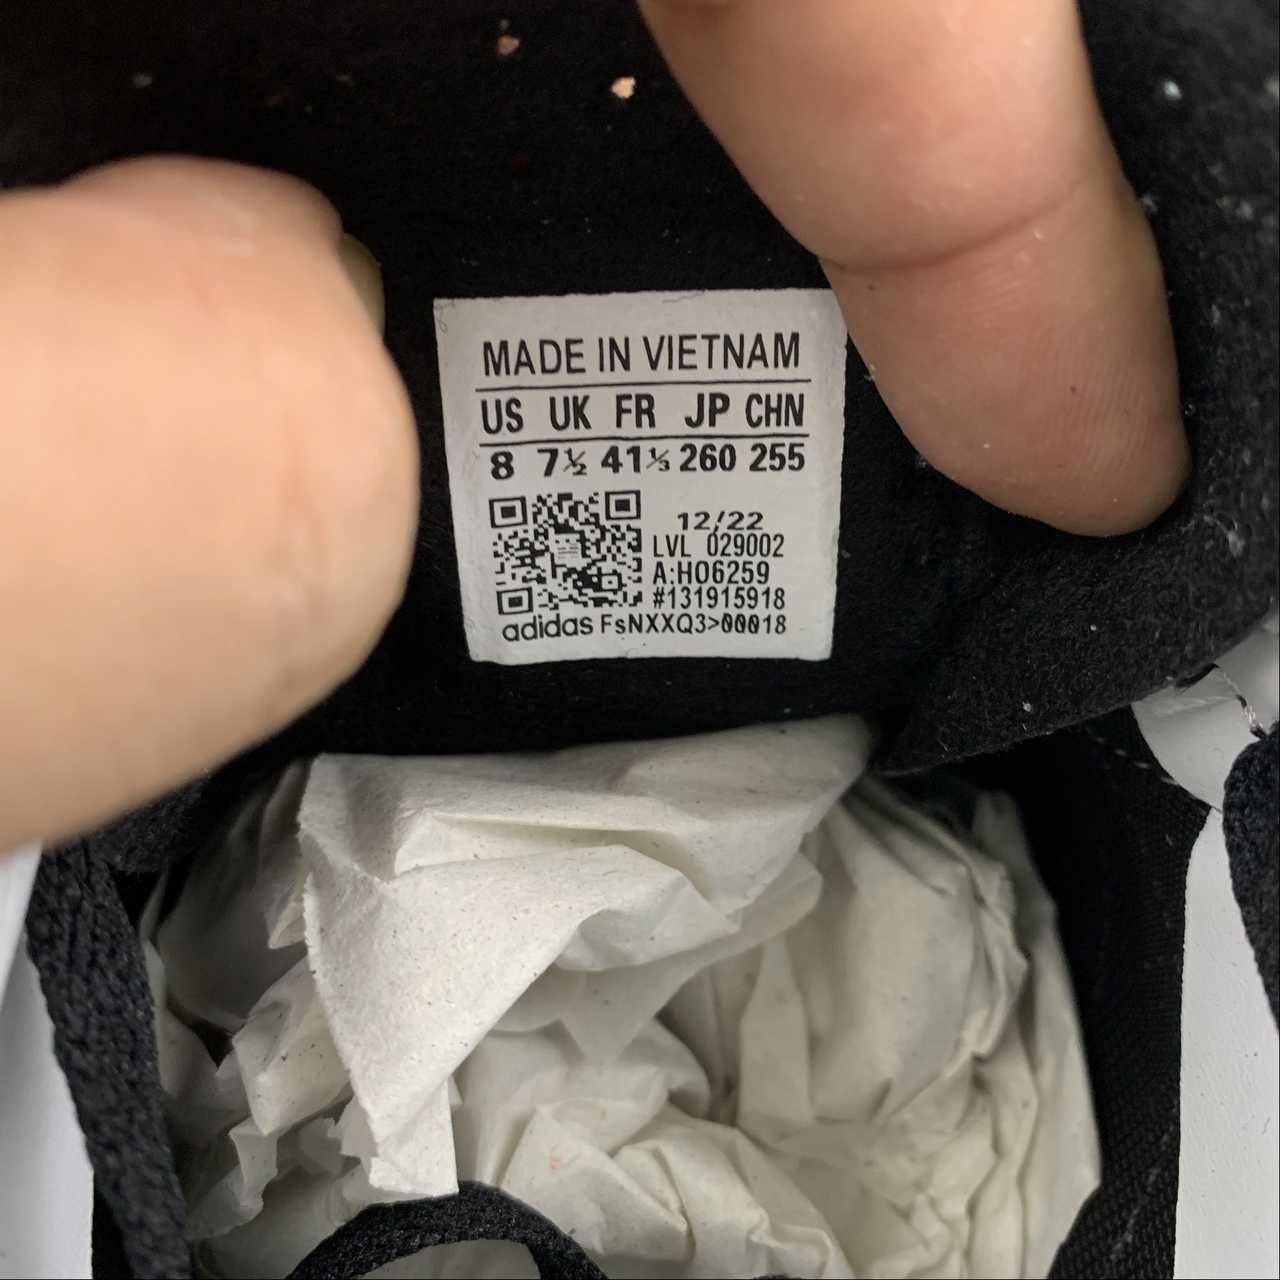 MADE IN VIETNAM
US UK FR JP CHN
8 7½ 41⅓ 260 255
12/22
LVL 029002
A:HO6259
#131915918
adidas FsNXXQ3>00018